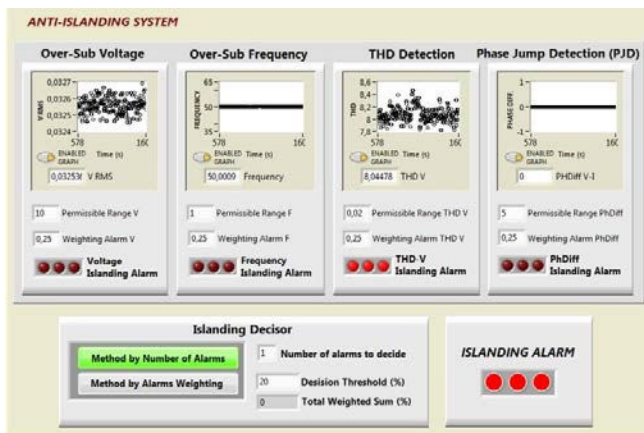 ANTI-ISLANDING SYSTEM
Over-Sub Voltage
0,0327
0,0326
0,0325
0,0324
V RMS
578
160
Time (s)
ENABLED
GRAPH
0,032536 V RMS
10 Permissible Range V
0,25 Weighting Alarm V
Voltage
Islanding Alarm
Over-Sub Frequency
65
50
35
FREQUENCY
578
160
Time (s)
ENABLED
GRAPH
50,0009 Frequency
1 Permissible Range F
0,25 Weighting Alarm F
Frequency
Islanding Alarm
THD Detection
8,6
8,4
8,2
8
7,8
THD
578
160
Time (s)
ENABLED
GRAPH
8,04478 THD V
0,02 Permissible Range THD V
0,25 Weighting Alarm THD V
THD-V
Islanding Alarm
Phase Jump Detection (PJD)
1
0
-1
PHASE DIFF.
578
160
Time (s)
ENABLED
GRAPH
0 PHDiff V-I
5 Permissible Range PhDiff
0,25 Weighting Alarm PhDiff
PhDiff
Islanding Alarm
Islanding Decisor
Method by Number of Alarms
Method by Alarms Weighting
1 Number of alarms to decide
20 Desision Threshold (%)
0 Total Weighted Sum (%)
ISLANDING ALARM